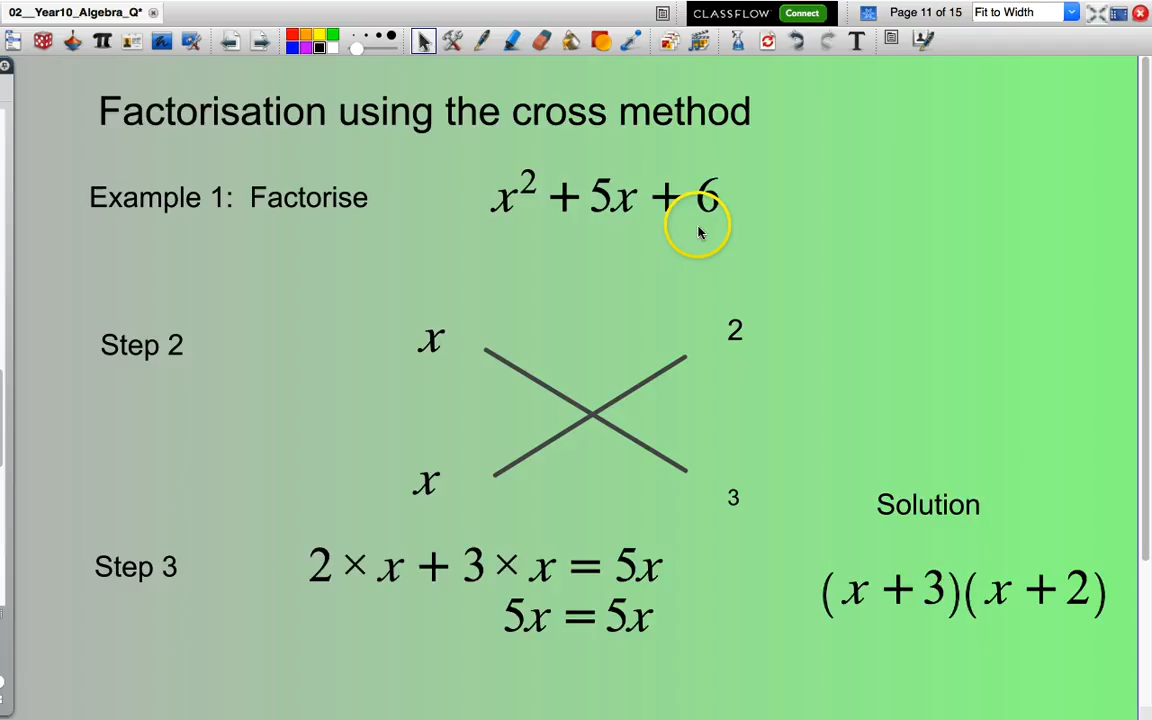 02__Year10_Algebra_Q*
CLASSFLOW Connect Page 11 of 15 Fit to Width
Factorisation using the cross method
Example 1: Factorise x² + 5x + 6
Step 2 x 2
x 3
Solution
Step 3 2 × x + 3 × x = 5x
(x + 3)(x + 2)
5x = 5x